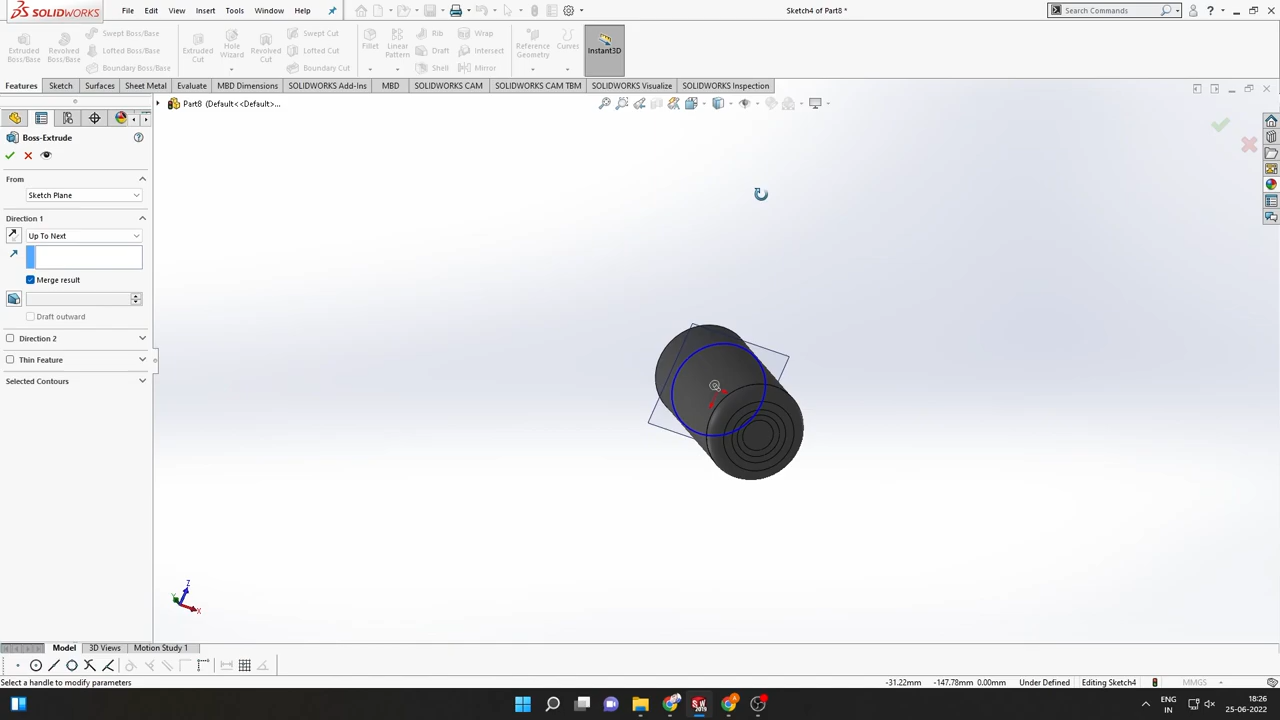 SOLIDWORKS
File Edit View Insert Tools Window Help
Sketch4 of Part8 *
Search Commands
Extruded Boss/Base
Revolved Boss/Base
Swept Boss/Base
Lofted Boss/Base
Boundary Boss/Base
Extruded Cut
Hole Wizard
Revolved Cut
Swept Cut
Lofted Cut
Boundary Cut
Fillet
Linear Pattern
Rib
Draft
Shell
Wrap
Intersect
Mirror
Reference Geometry
Curves
Instant3D
Features Sketch Surfaces Sheet Metal Evaluate MBD Dimensions SOLIDWORKS Add-Ins MBD SOLIDWORKS CAM SOLIDWORKS CAM TBM SOLIDWORKS Visualize SOLIDWORKS Inspection
Part8 (Default<<Default>...
Boss-Extrude
From
Sketch Plane
Direction 1
Up To Next
Merge result
Draft outward
Direction 2
Thin Feature
Selected Contours
Z
Y
X
Model 3D Views Motion Study 1
Select a handle to modify parameters
-31.22mm -147.78mm 0.00mm Under Defined Editing Sketch4 MMGS
ENG
IN
18:26
25-06-2022